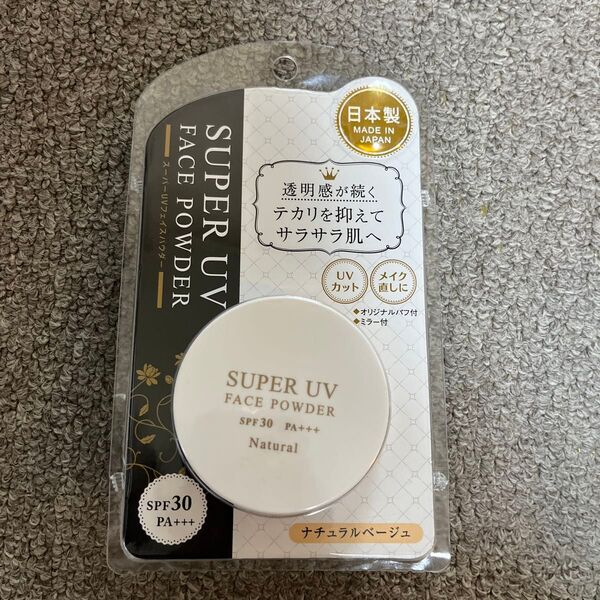 SUPER UV
FACE POWDER
スーパーUVフェイスパウダー
日本製
MADE IN
JAPAN
透明感が続く
テカリを抑えて
サラサラ肌へ
UV
カット
メイク
直しに
◆オリジナルパフ付
◆ミラー付
SUPER UV
FACE POWDER
SPF30 PA+++
Natural
SPF30
PA+++
ナチュラルベージュ